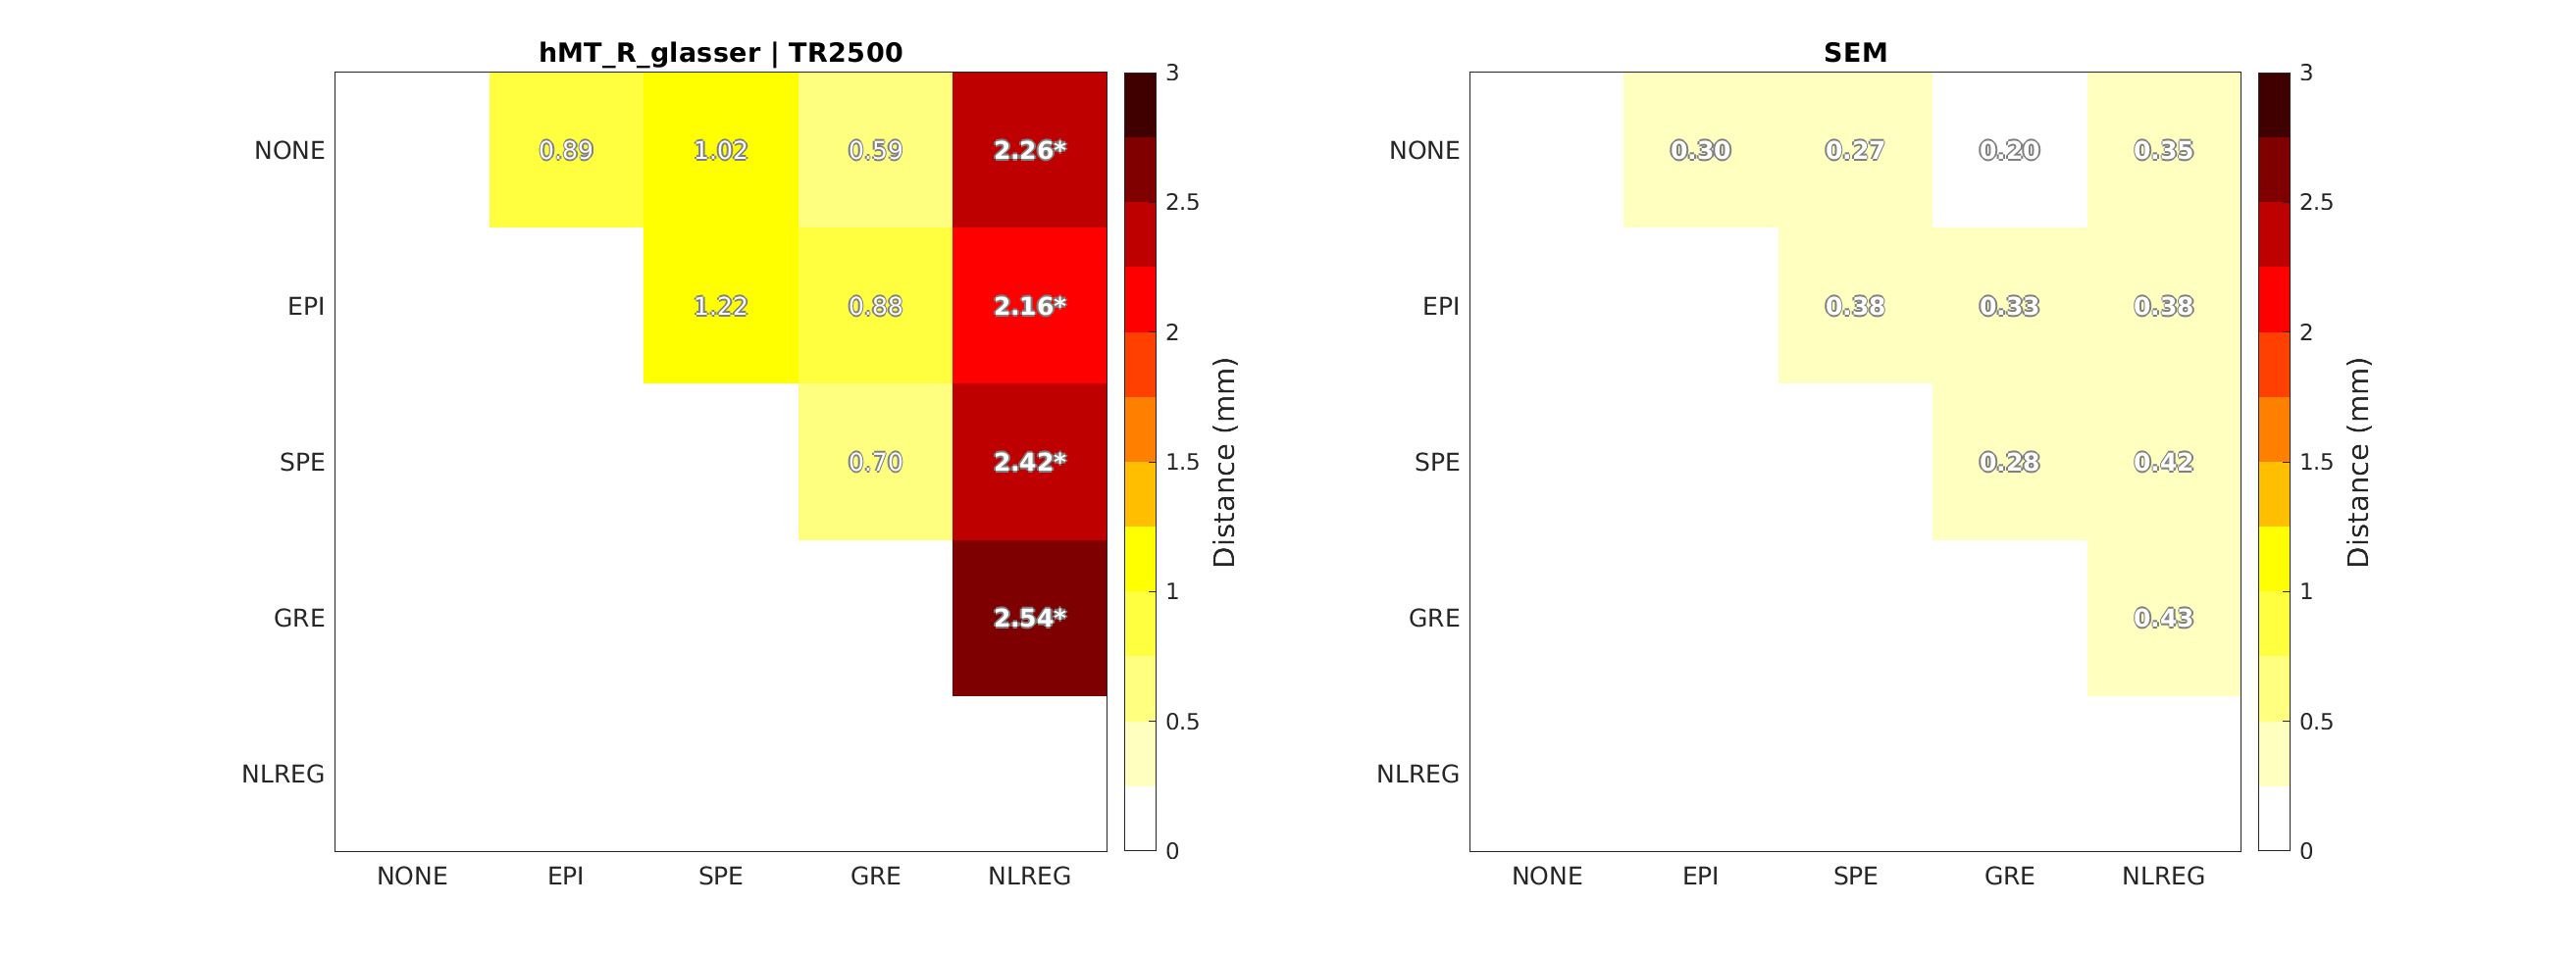 hMT_R_glasser | TR2500
NONE 0.89 1.02 0.59 2.26*
EPI 1.22 0.88 2.16*
SPE 0.70 2.42*
GRE 2.54*
NLREG
NONE EPI SPE GRE NLREG
3
2.5
2
1.5
1
0.5
0
Distance (mm)
SEM
NONE 0.30 0.27 0.20 0.35
EPI 0.38 0.33 0.38
SPE 0.28 0.42
GRE 0.43
NLREG
NONE EPI SPE GRE NLREG
3
2.5
2
1.5
1
0.5
0
Distance (mm)